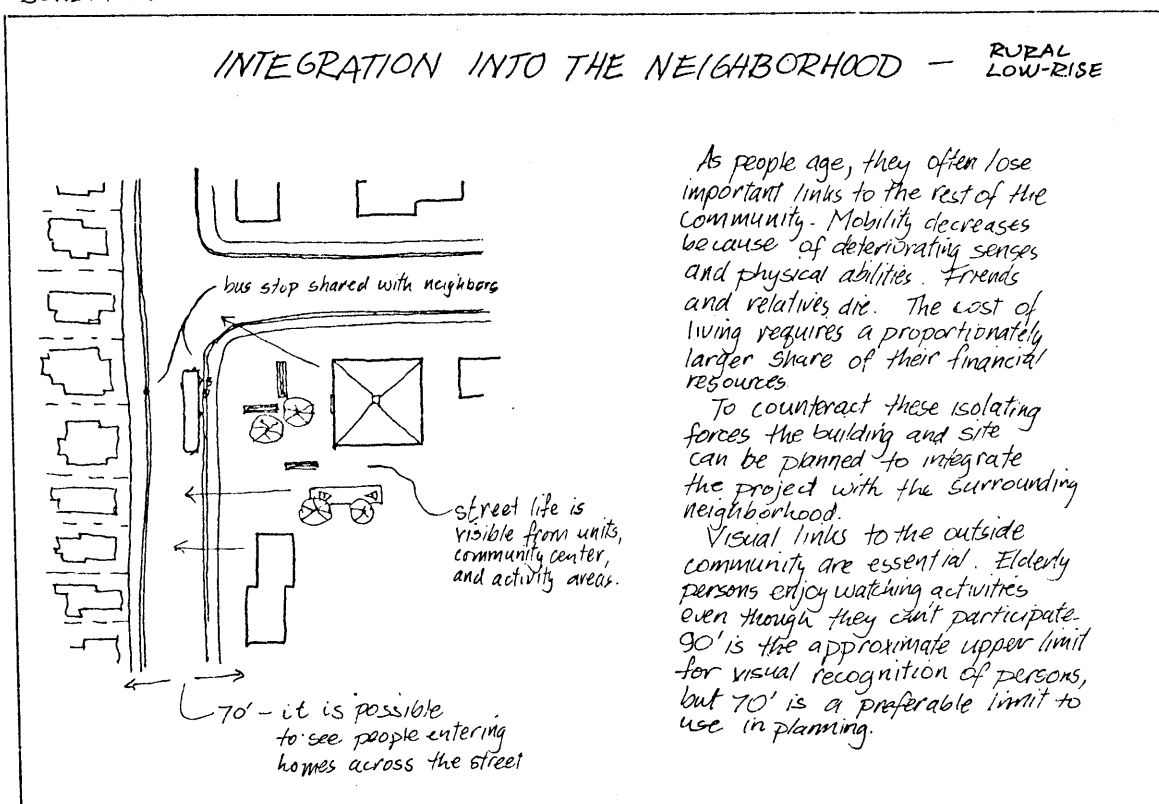 INTEGRATION INTO THE NEIGHBORHOOD — RURAL
LOW-RISE
bus stop shared with neighbors
street life is
visible from units,
community center,
and activity areas.
70' - it is possible
to see people entering
homes across the street
As people age, they often lose
important links to the rest of the
community. Mobility decreases
because of deteriorating senses
and physical abilities. Friends
and relatives die. The cost of
living requires a proportionately
larger share of their financial
resources.
To counteract these isolating
forces the building and site
can be planned to integrate
the project with the surrounding
neighborhood.
Visual links to the outside
community are essential. Elderly
persons enjoy watching activities
even though they can't participate.
90' is the approximate upper limit
for visual recognition of persons,
but 70' is a preferable limit to
use in planning.